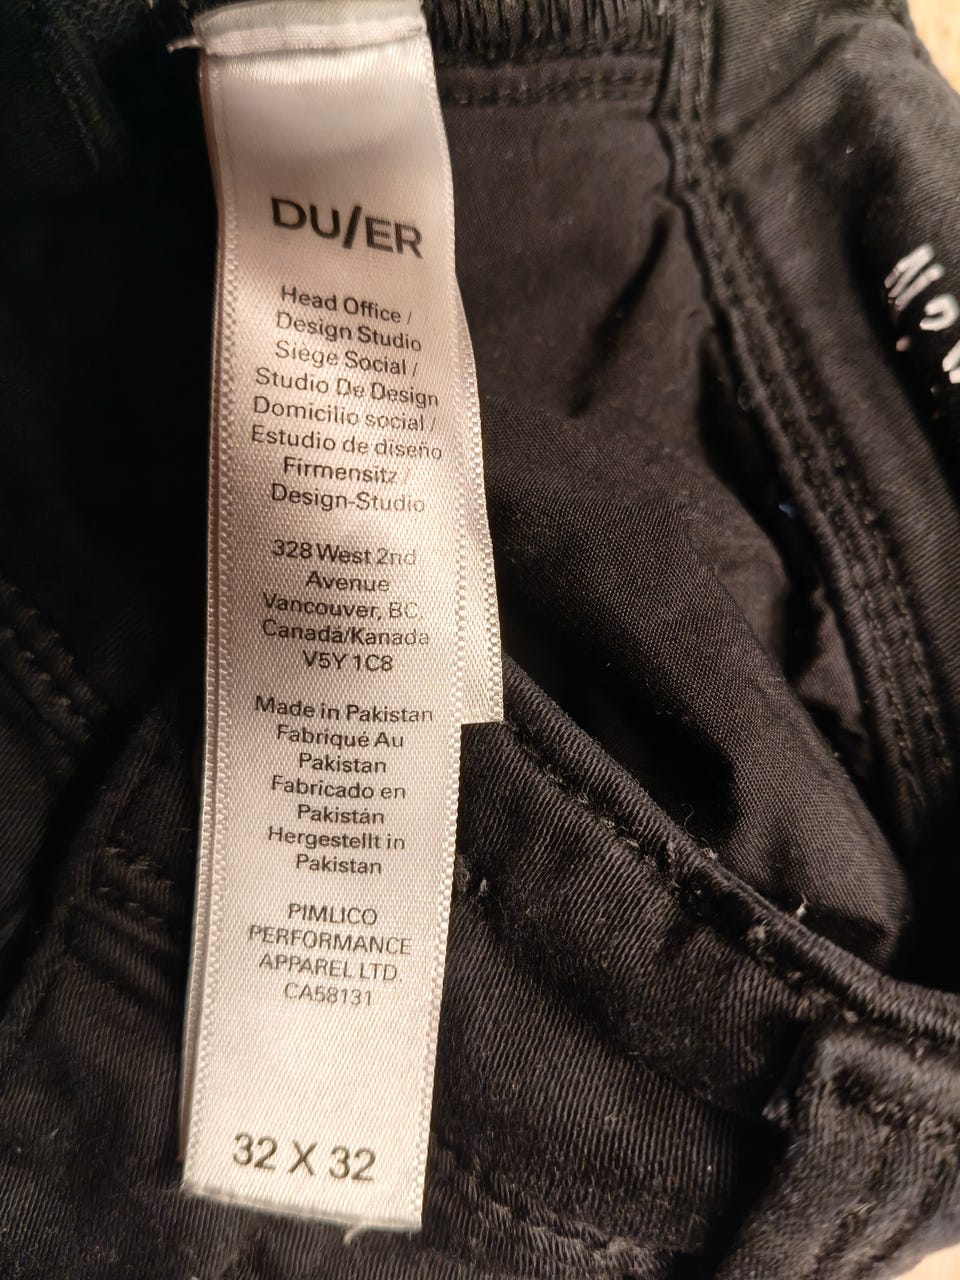 DU/ER
Head Office /
Design Studio
Siège Social /
Studio De Design
Domicilio social /
Estudio de diseño
Firmensitz /
Design-Studio
328 West 2nd
Avenue
Vancouver, BC
Canada/Kanada
V5Y 1C8
Made in Pakistan
Fabriqué Au
Pakistan
Fabricado en
Pakistán
Hergestellt in
Pakistan
PIMLICO
PERFORMANCE
APPAREL LTD.
CA58131
32 X 32